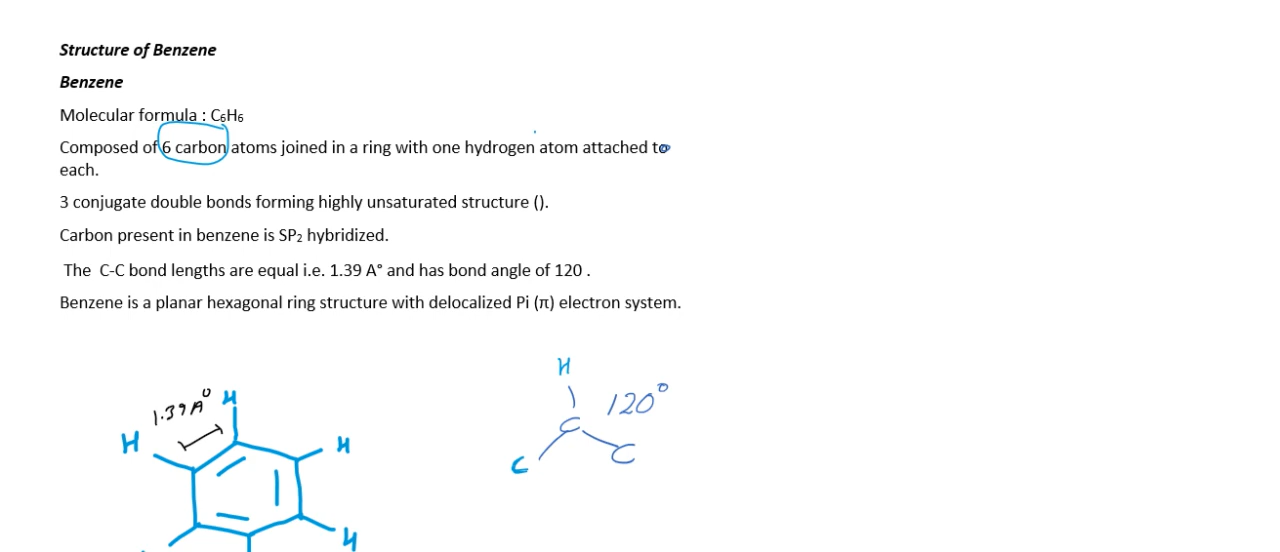 Structure of Benzene
Benzene
Molecular formula : C₆H₆
Composed of 6 carbon atoms joined in a ring with one hydrogen atom attached to
each.
3 conjugate double bonds forming highly unsaturated structure ().
Carbon present in benzene is SP₂ hybridized.
The  C-C bond lengths are equal i.e. 1.39 A° and has bond angle of 120 .
Benzene is a planar hexagonal ring structure with delocalized Pi (π) electron system.
H
1.39A° H
120°
C
H
H
C
C
H